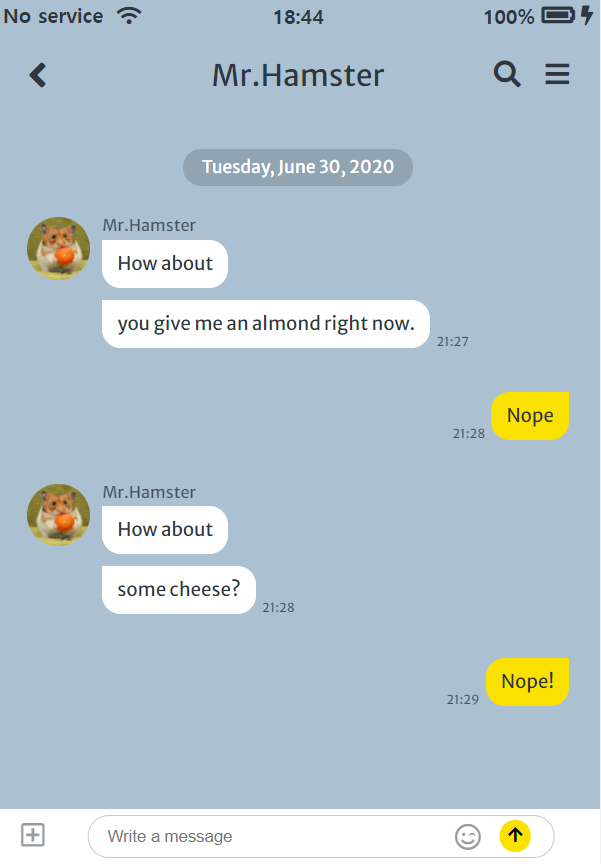 No service 18:44 100%
Mr.Hamster
Tuesday, June 30, 2020
Mr.Hamster
How about
you give me an almond right now.
21:27
Nope
21:28
Mr.Hamster
How about
some cheese?
21:28
Nope!
21:29
Write a message